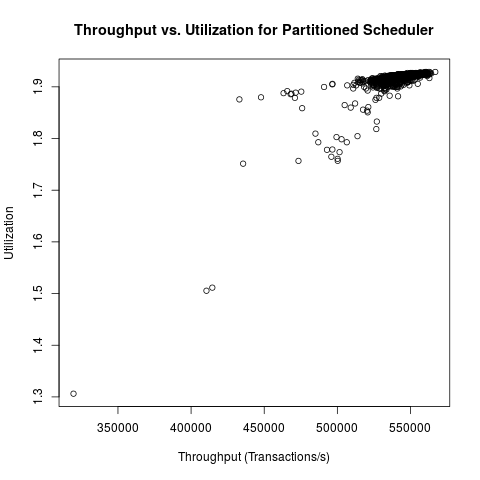 Throughput vs. Utilization for Partitioned Scheduler
1.9
1.8
1.7
1.6
1.5
1.4
1.3
Utilization
350000 400000 450000 500000 550000
Throughput (Transactions/s)